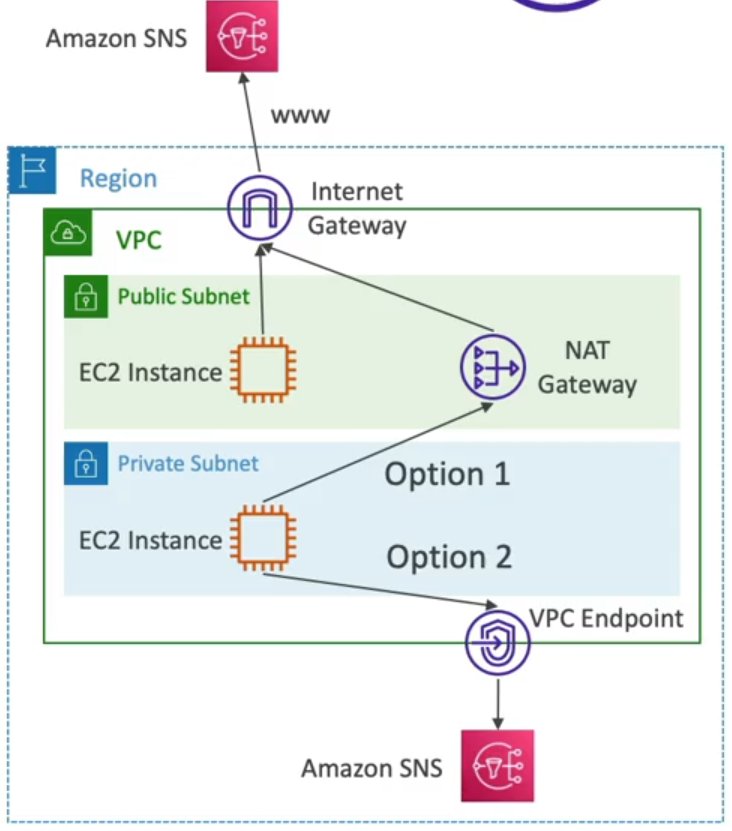 Amazon SNS
www
Region
Internet
Gateway
VPC
Public Subnet
EC2 Instance
NAT
Gateway
Private Subnet
Option 1
EC2 Instance
Option 2
VPC Endpoint
Amazon SNS